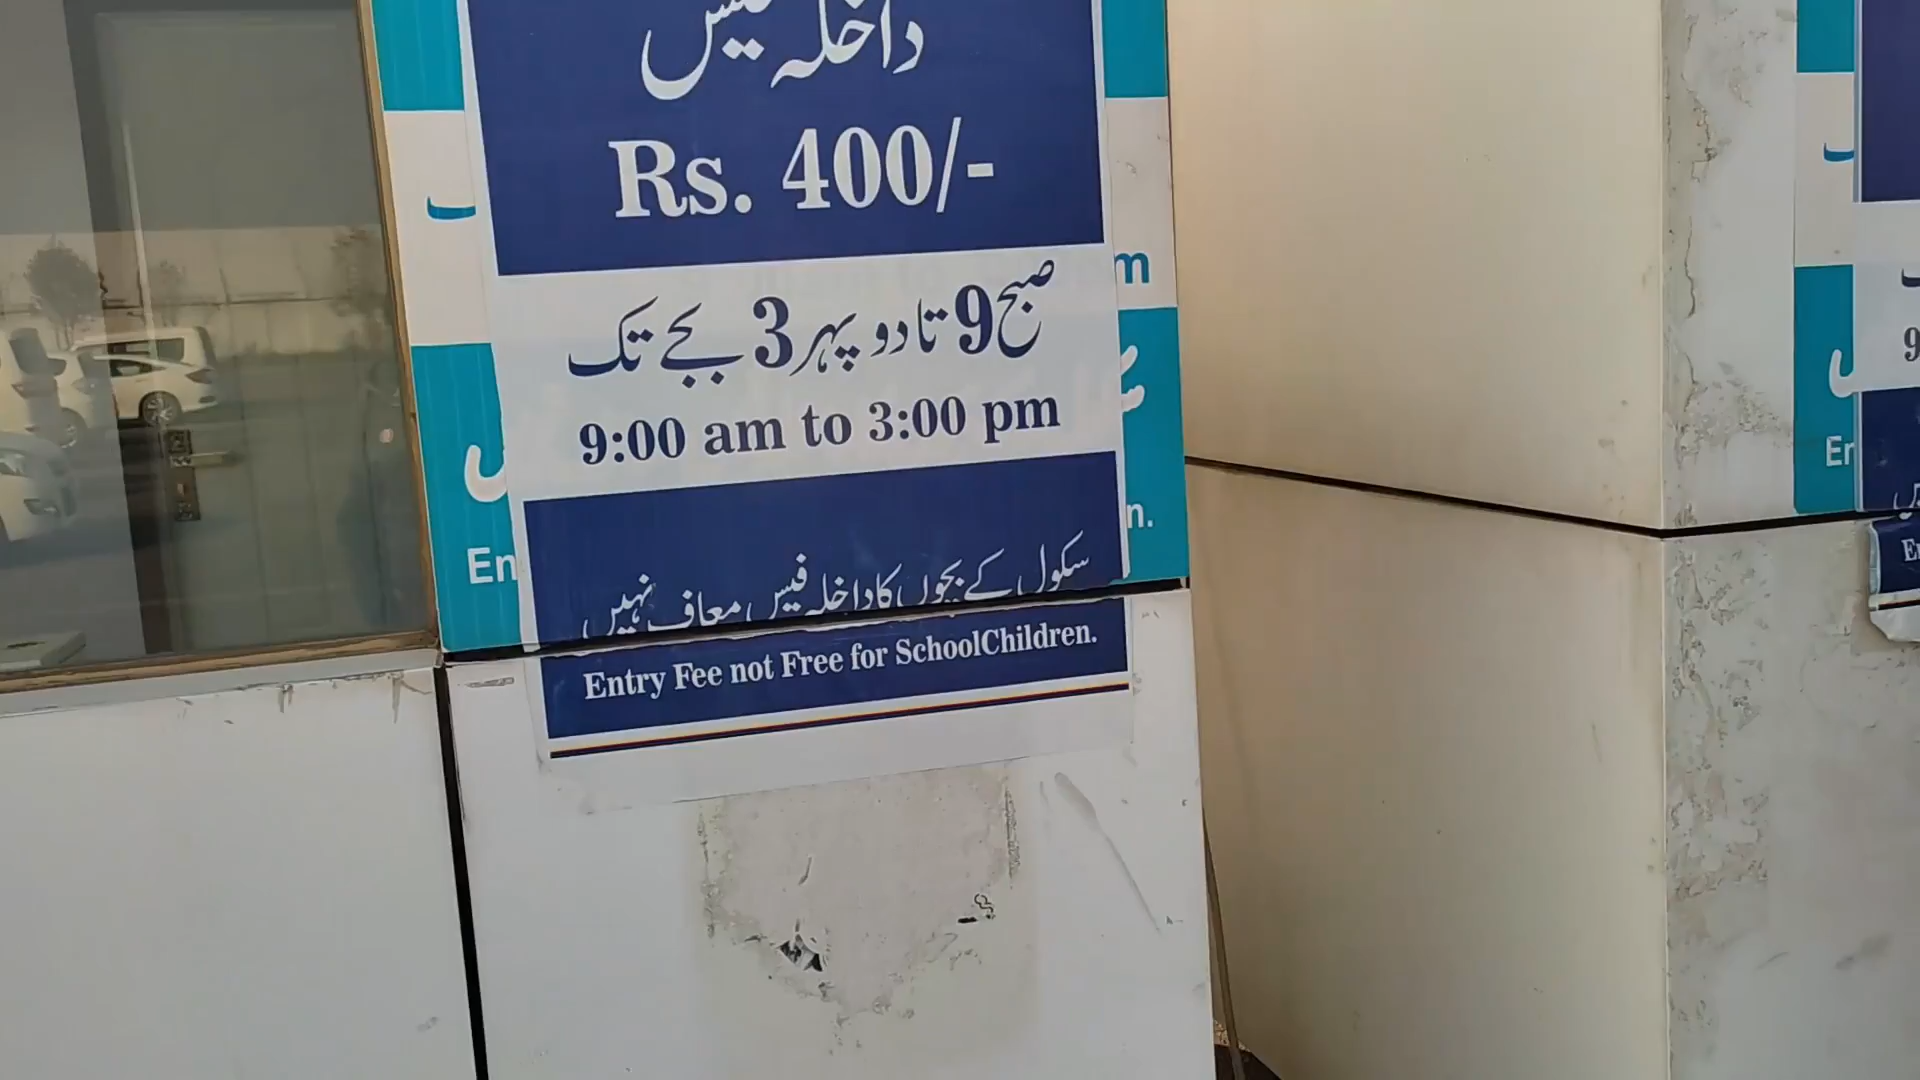 داخلہ فیس
Rs. 400/-
صبح 9 تا دوپہر 3 بجے تک
9:00 am to 3:00 pm
سکول کے بچوں کا داخلہ فیس معاف نہیں
Entry Fee not Free for SchoolChildren.